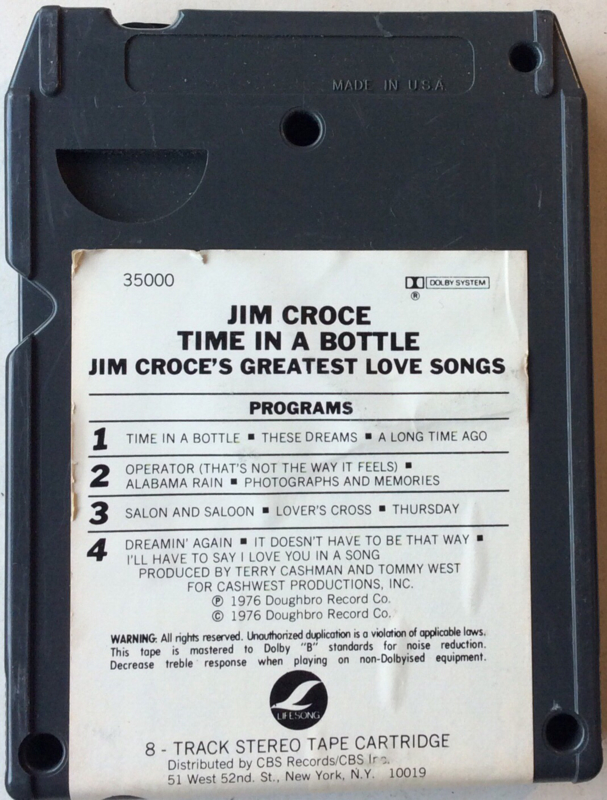 MADE IN U.S.A.
35000
DOLBY SYSTEM
®
JIM CROCE
TIME IN A BOTTLE
JIM CROCE'S GREATEST LOVE SONGS
PROGRAMS
1 TIME IN A BOTTLE ■ THESE DREAMS ■ A LONG TIME AGO
2 OPERATOR (THAT'S NOT THE WAY IT FEELS) ■
ALABAMA RAIN ■ PHOTOGRAPHS AND MEMORIES
3 SALON AND SALOON ■ LOVER'S CROSS ■ THURSDAY
4 DREAMIN' AGAIN ■ IT DOESN'T HAVE TO BE THAT WAY ■
I'LL HAVE TO SAY I LOVE YOU IN A SONG
PRODUCED BY TERRY CASHMAN AND TOMMY WEST
FOR CASHWEST PRODUCTIONS, INC.
℗ 1976 Doughbro Record Co.
© 1976 Doughbro Record Co.
WARNING: All rights reserved. Unauthorized duplication is a violation of applicable laws.
This tape is mastered to Dolby "B" standards for noise reduction.
Decrease treble response when playing on non-Dolbyised equipment.
LIFESONG
8 - TRACK STEREO TAPE CARTRIDGE
Distributed by CBS Records/CBS Inc.
51 West 52nd. St., New York, N.Y. 10019